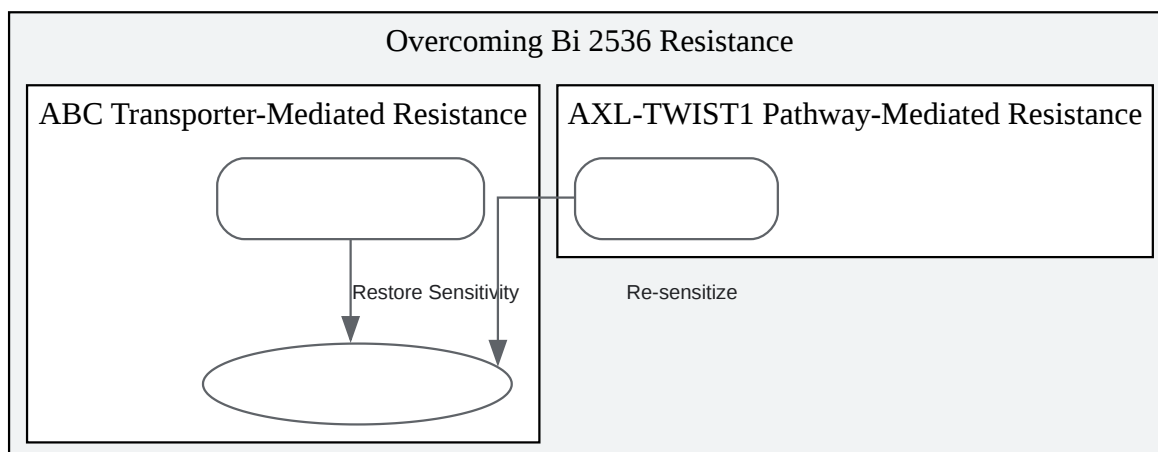 Overcoming Bi 2536 Resistance
ABC Transporter-Mediated Resistance
AXL-TWIST1 Pathway-Mediated Resistance
Restore Sensitivity
Re-sensitize